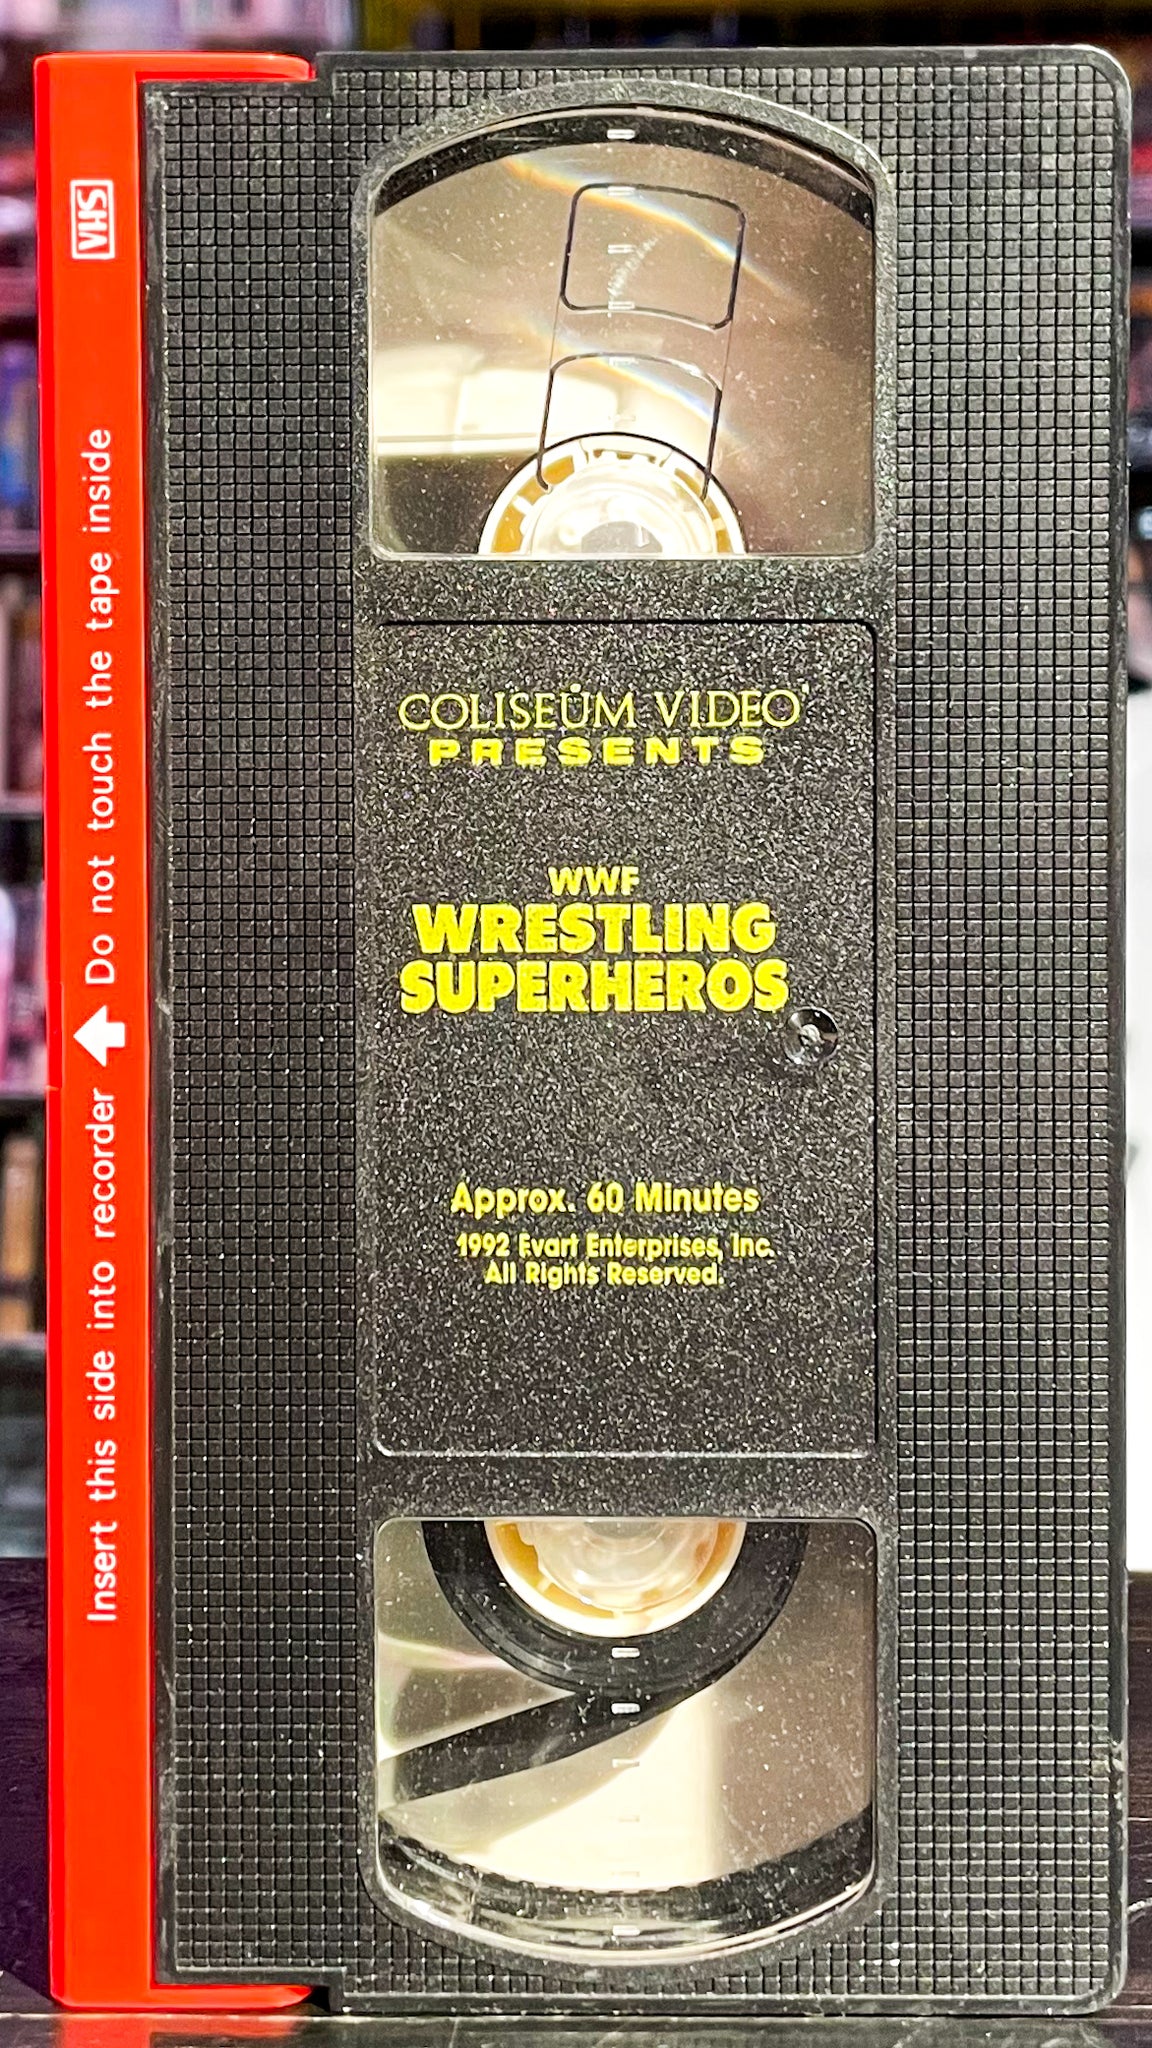 VHS
Insert this side into recorder ⬆ Do not touch the tape inside
COLISEUM VIDEO
PRESENTS
WWF
WRESTLING
SUPERHEROS
Approx. 60 Minutes
1992 Evart Enterprises, Inc.
All Rights Reserved.